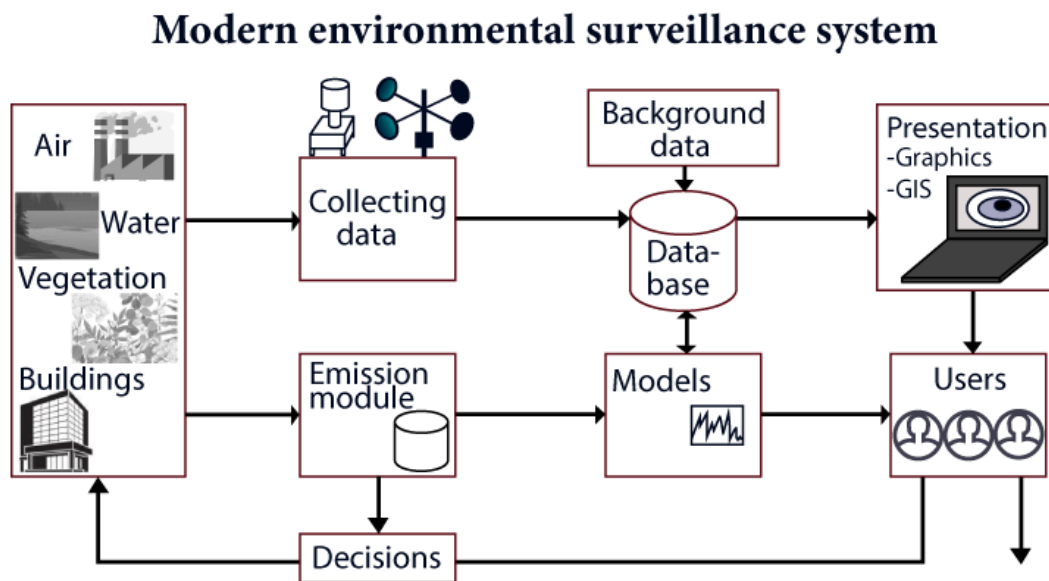 Modern environmental surveillance system
Air
Water
Vegetation
Buildings
Collecting
data
Background
data
Data-
base
Presentation
-Graphics
-GIS
Emission
module
Models
Users
Decisions